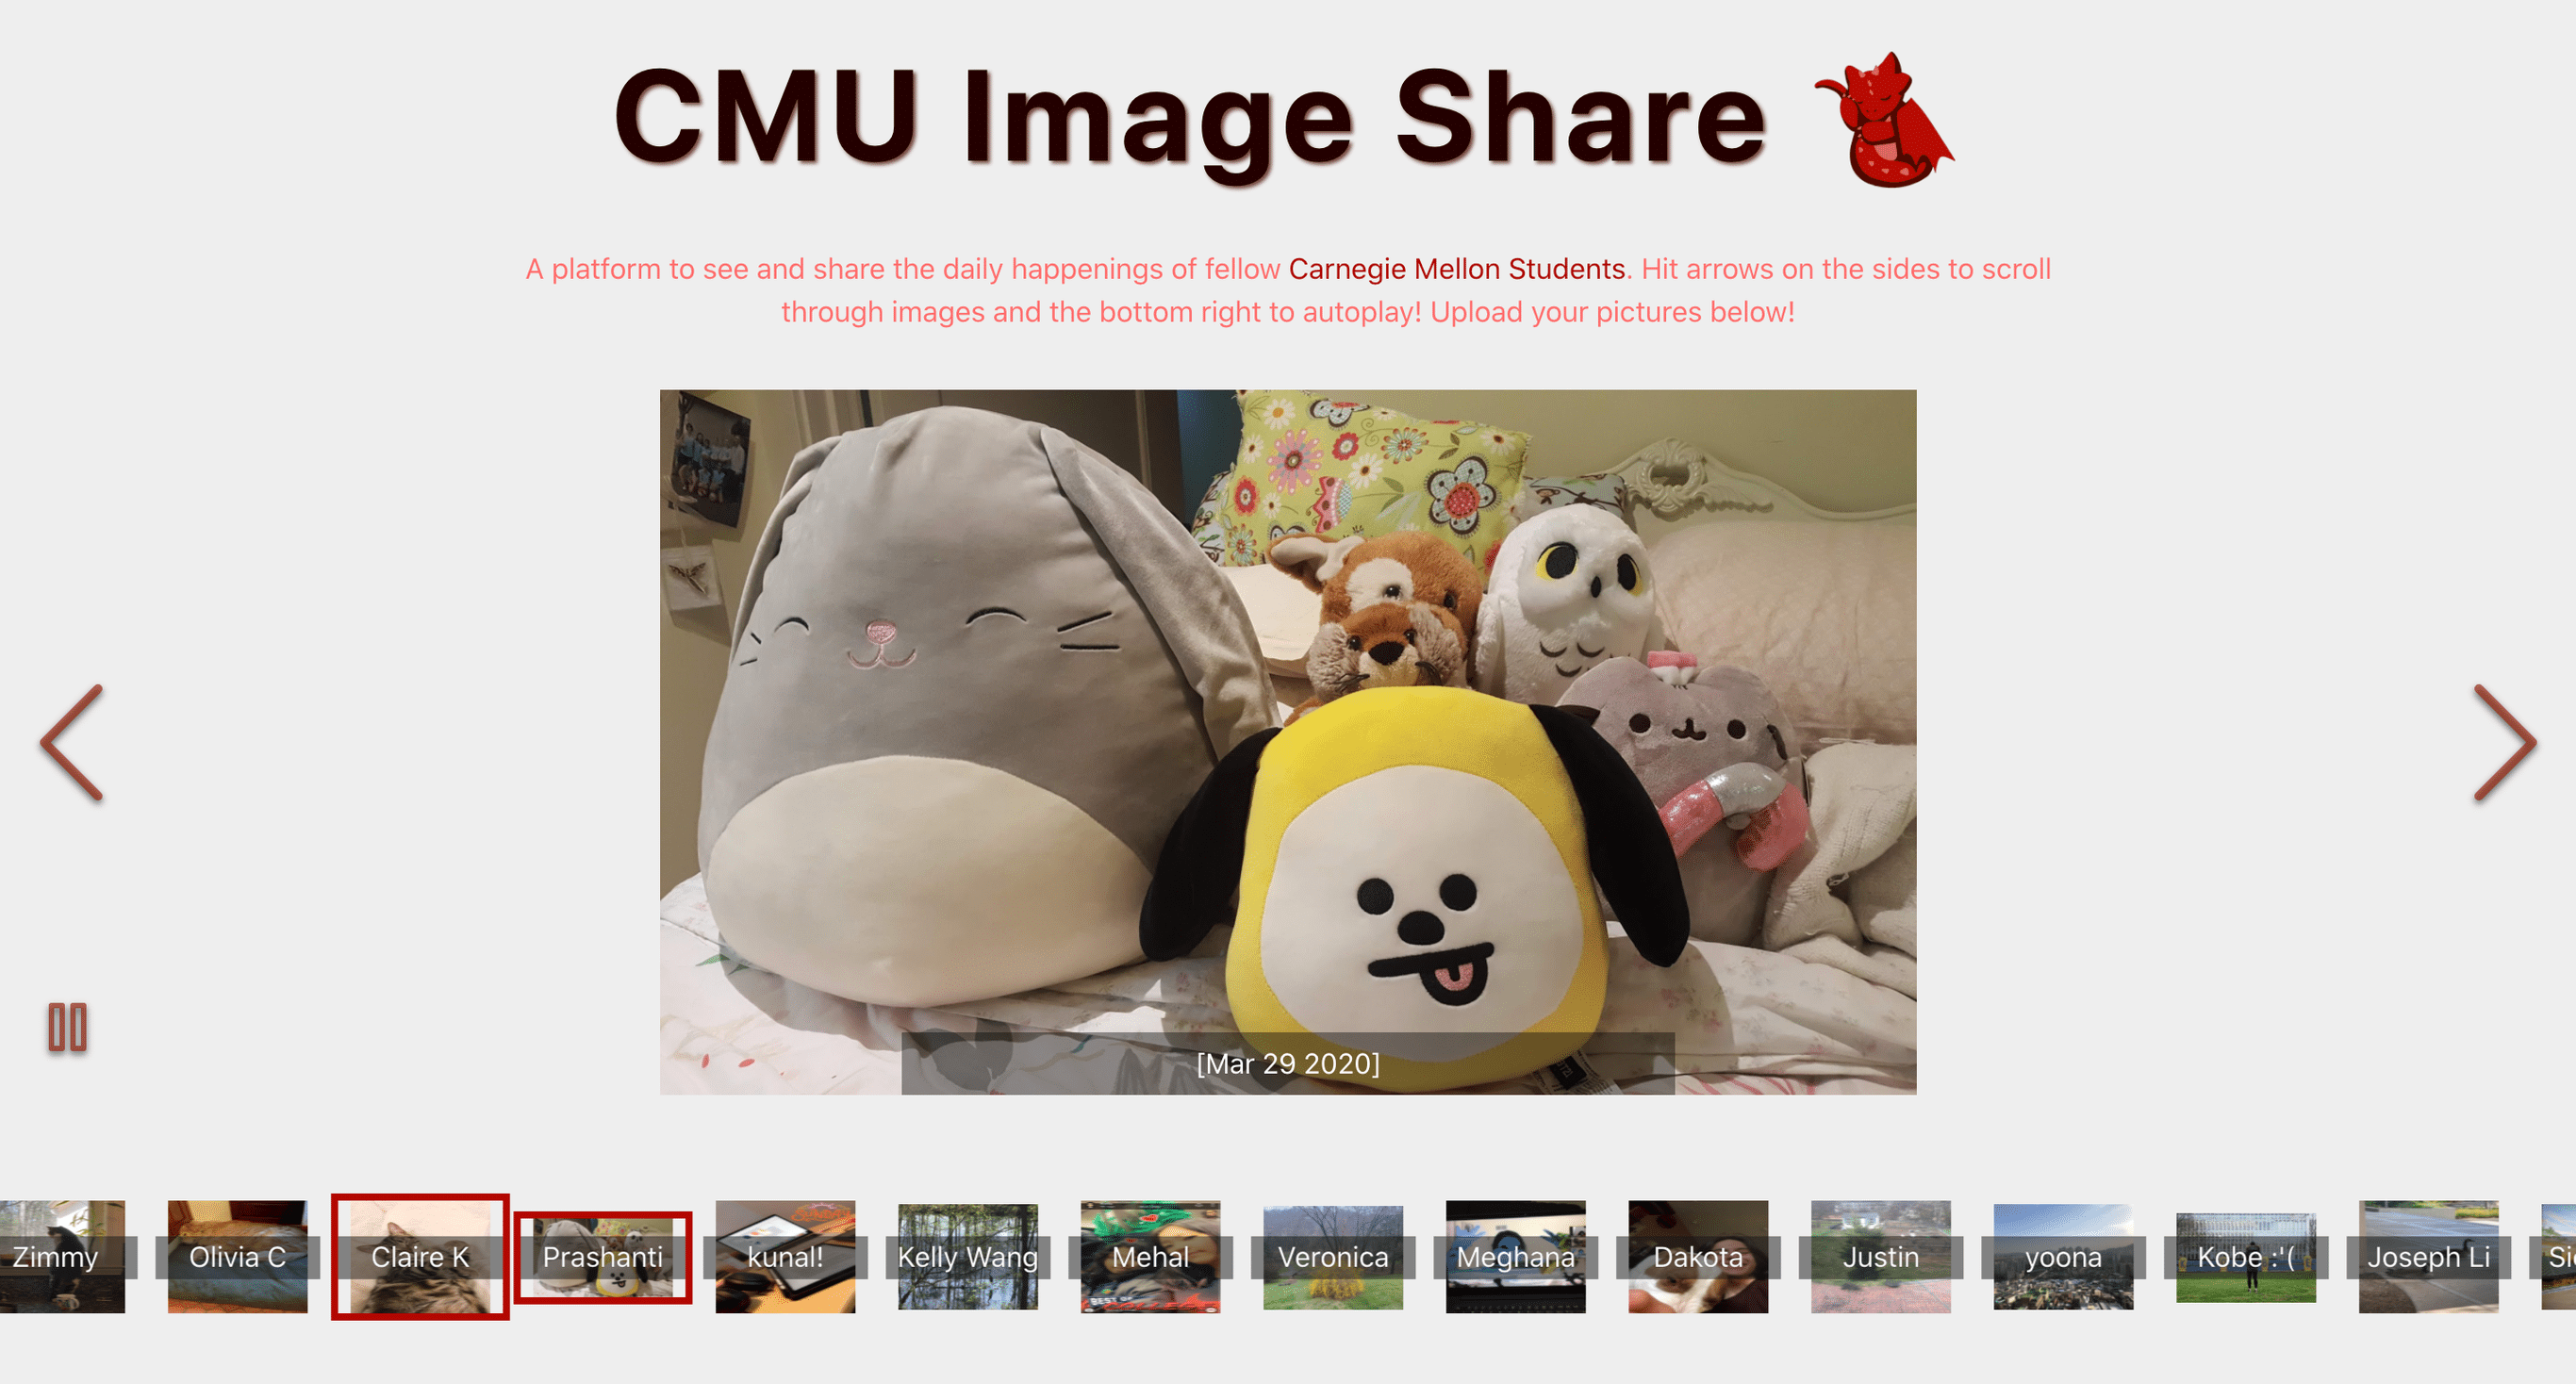 CMU Image Share
A platform to see and share the daily happenings of fellow Carnegie Mellon Students. Hit arrows on the sides to scroll
through images and the bottom right to autoplay! Upload your pictures below!
[Mar 29 2020]
Zimmy
Olivia C
Claire K
Prashanti
kunal!
Kelly Wang
Mehal
Veronica
Meghana
Dakota
Justin
yoona
Kobe :'(
Joseph Li
BEST OF